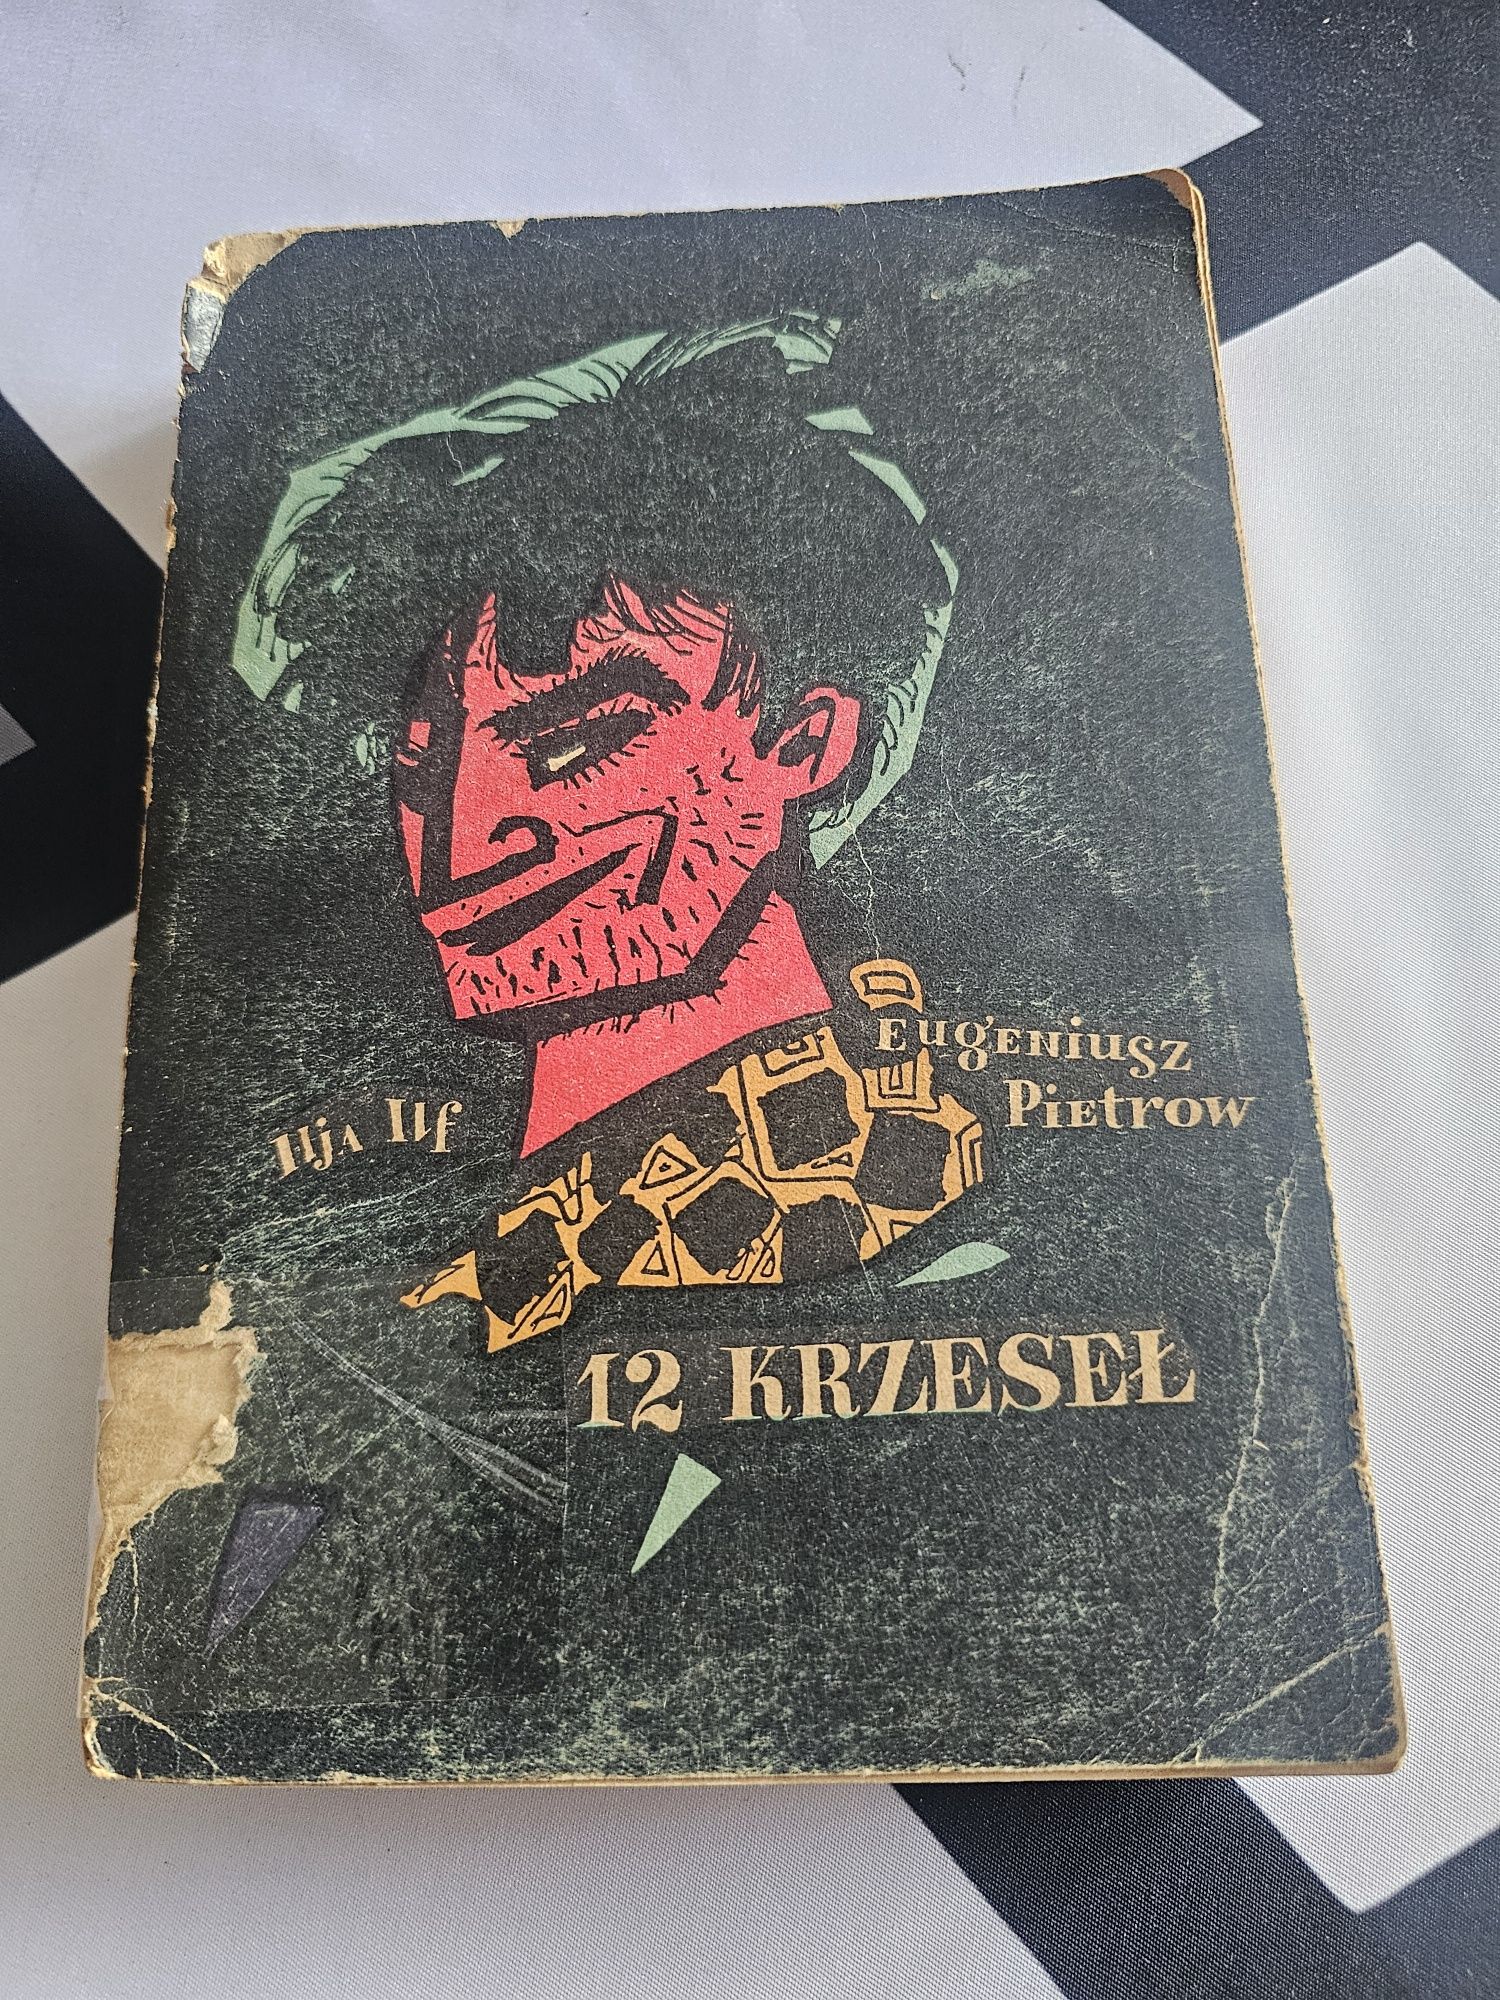 Ilja Ilf
Eugeniusz
Pietrow
12 KRZESEŁ